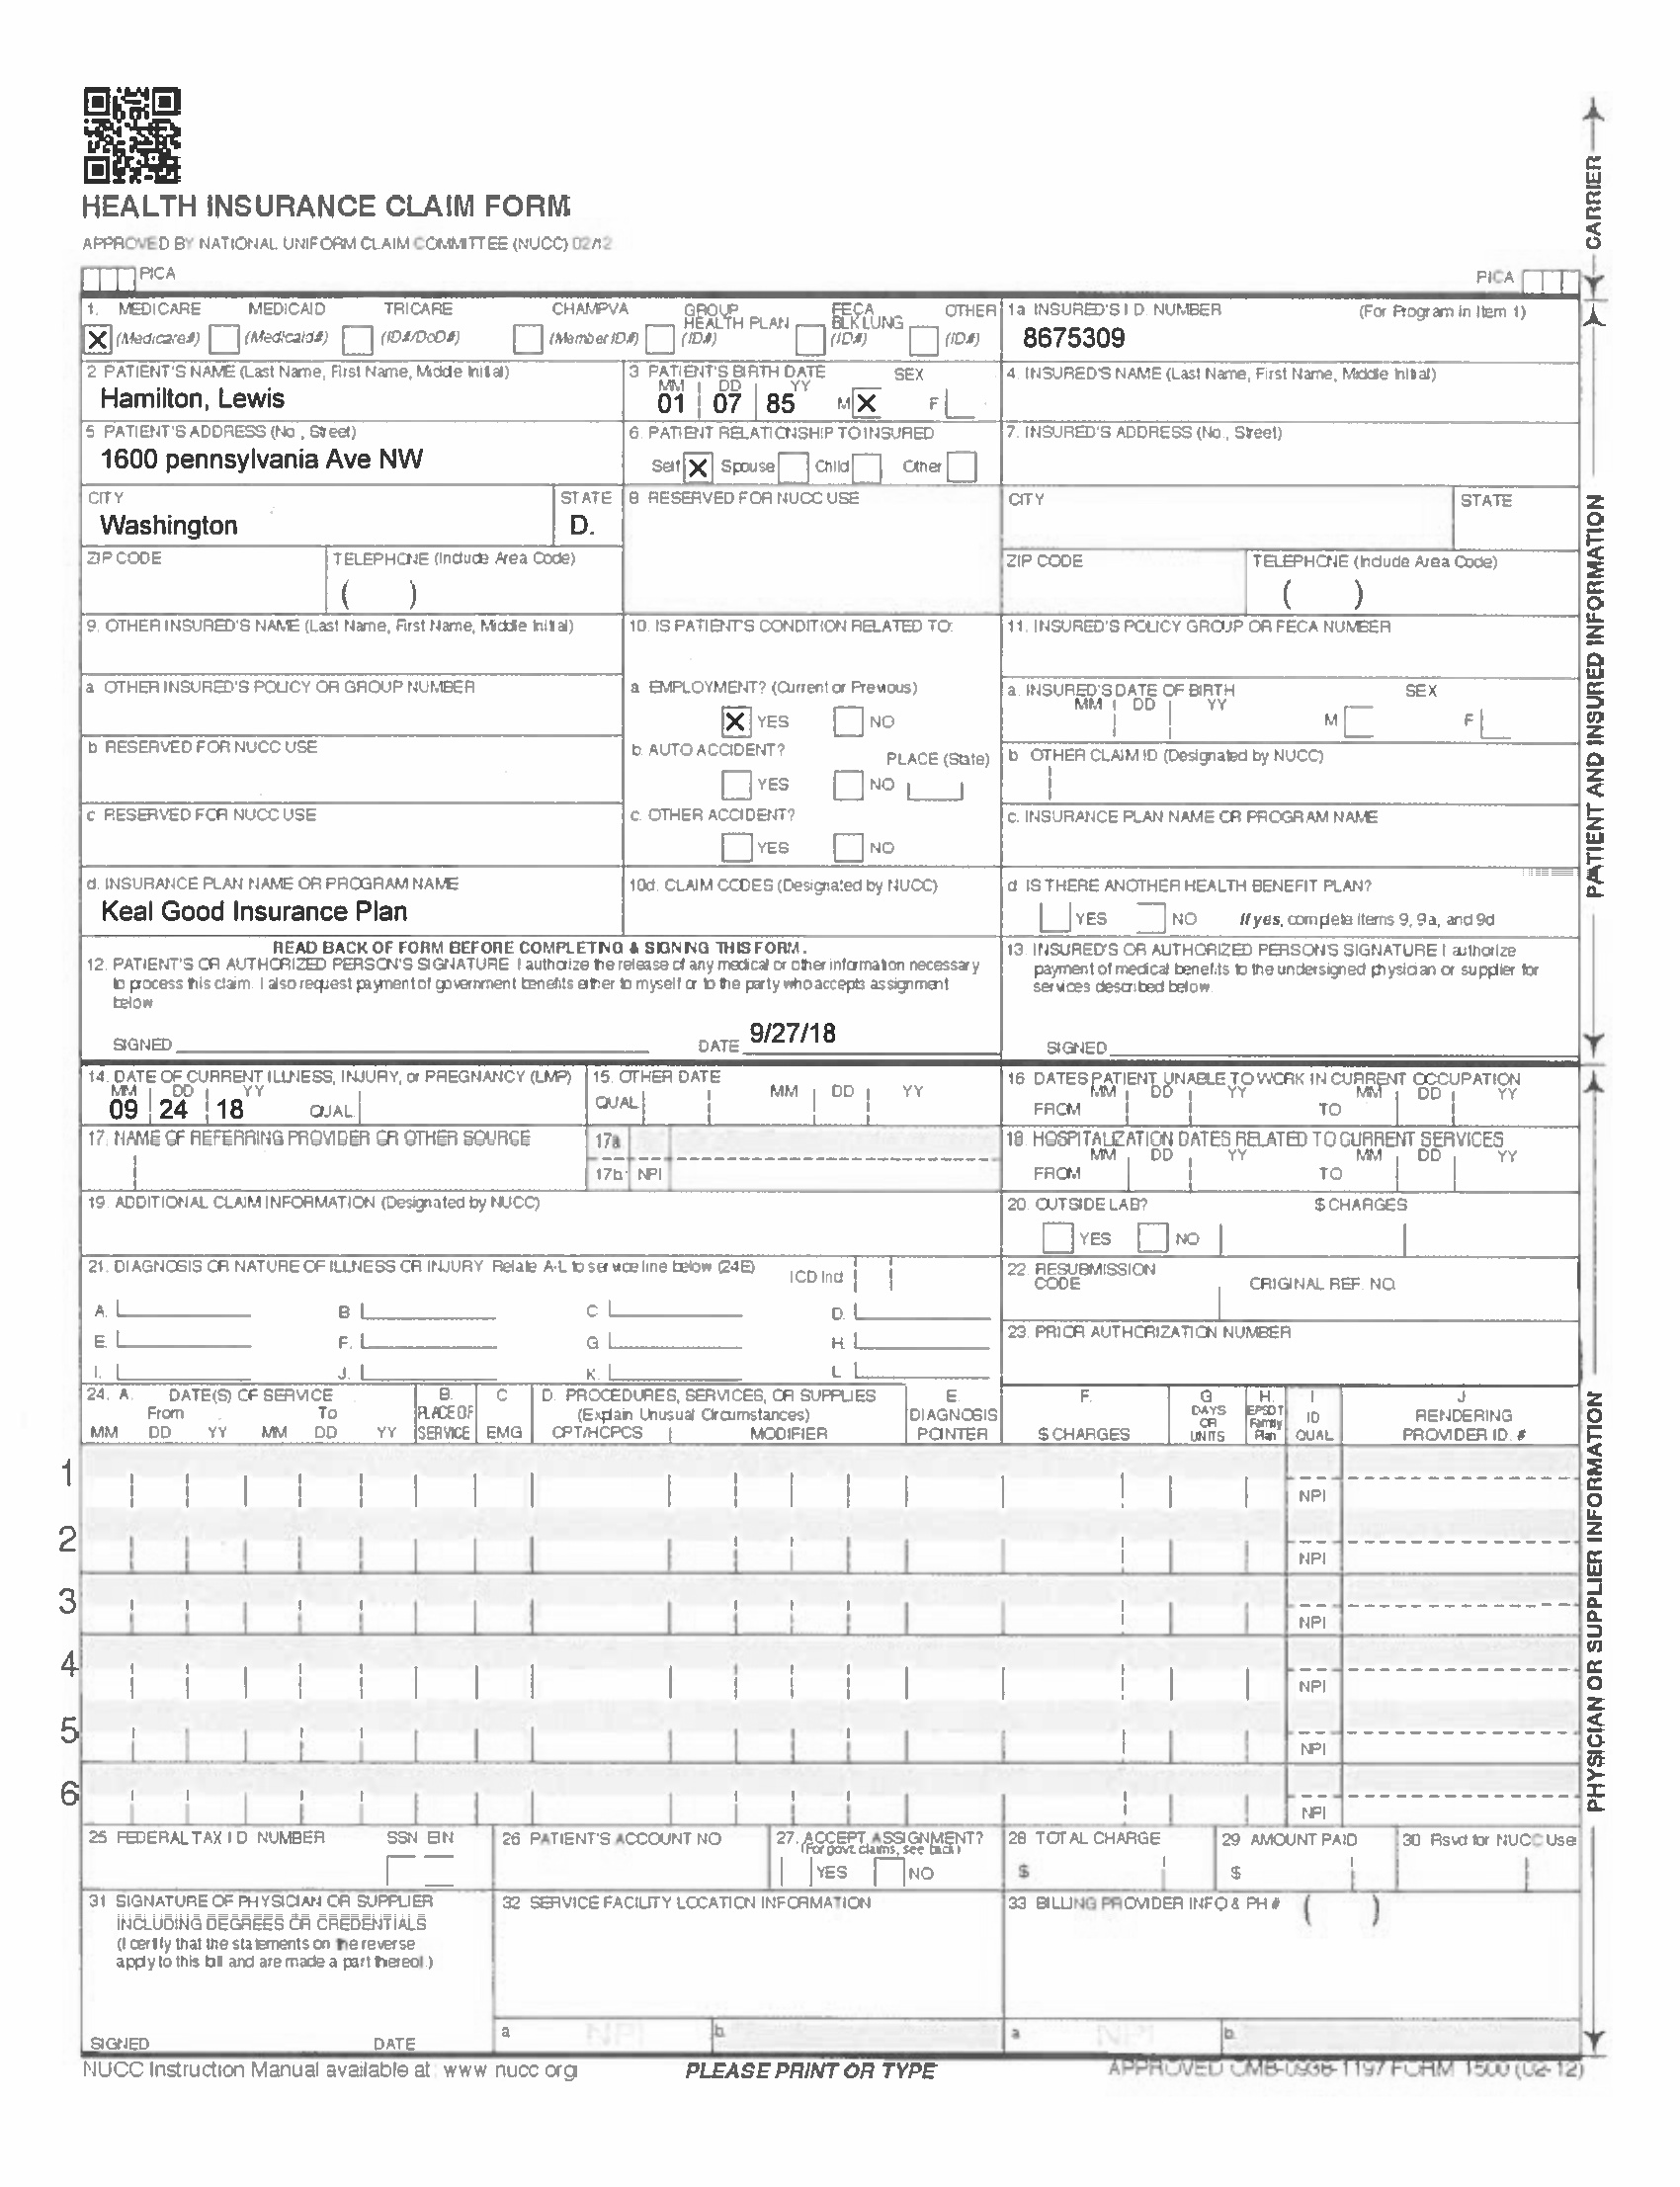 HEALTH INSURANCE CLAIM FORM
APPROVED BY NATIONAL UNIFORM CLAIM COMMITTEE (NUCC) 02/12
PICA
PICA
CARRIER
1. MEDICARE MEDICAID TRICARE CHAMPVA GROUP HEALTH PLAN FECA BLK LUNG OTHER
X (Medicare#) (Medicaid#) (ID#/DoD#) (Member ID#) (ID#) (ID#) (ID#)
1a INSURED'S I D NUMBER (For Program in Item 1)
8675309
2 PATIENT'S NAME (Last Name, First Name, Middle Initial)
Hamilton, Lewis
3 PATIENT'S BIRTH DATE SEX
MM DD YY
01 07 85 M X F
4. INSURED'S NAME (Last Name, First Name, Middle Initial)
5 PATIENT'S ADDRESS (No., Street)
1600 pennsylvania Ave NW
6. PATIENT RELATIONSHIP TO INSURED
Self X Spouse Child Other
7. INSURED'S ADDRESS (No., Street)
CITY STATE
Washington D.
8 RESERVED FOR NUCC USE
CITY STATE
ZIP CODE TELEPHONE (Include Area Code)
( )
ZIP CODE TELEPHONE (Include Area Code)
( )
9. OTHER INSURED'S NAME (Last Name, First Name, Middle Initial)
10. IS PATIENT'S CONDITION RELATED TO:
11. INSURED'S POLICY GROUP OR FECA NUMBER
a OTHER INSURED'S POLICY OR GROUP NUMBER
a EMPLOYMENT? (Current or Previous)
X YES NO
a. INSURED'S DATE OF BIRTH SEX
MM DD YY M F
b RESERVED FOR NUCC USE
b AUTO ACCIDENT? PLACE (State)
YES NO
b OTHER CLAIM ID (Designated by NUCC)
c RESERVED FOR NUCC USE
c. OTHER ACCIDENT?
YES NO
c. INSURANCE PLAN NAME OR PROGRAM NAME
d. INSURANCE PLAN NAME OR PROGRAM NAME
Keal Good Insurance Plan
10d. CLAIM CODES (Designated by NUCC)
d IS THERE ANOTHER HEALTH BENEFIT PLAN?
YES NO If yes, complete items 9, 9a, and 9d
READ BACK OF FORM BEFORE COMPLETING & SIGNING THIS FORM.
12. PATIENT'S OR AUTHORIZED PERSON'S SIGNATURE I authorize the release of any medical or other information necessary
to process this claim. I also request payment of government benefits either to myself or to the party who accepts assignment
below
SIGNED DATE 9/27/18
13 INSURED'S OR AUTHORIZED PERSON'S SIGNATURE I authorize
payment of medical benefits to the undersigned physician or supplier for
services described below
SIGNED
PATIENT AND INSURED INFORMATION
14. DATE OF CURRENT ILLNESS, INJURY, or PREGNANCY (LMP)
MM DD YY
09 24 18 QUAL
15. OTHER DATE
QUAL MM DD YY
16 DATES PATIENT UNABLE TO WORK IN CURRENT OCCUPATION
MM DD YY MM DD YY
FROM TO
17. NAME OF REFERRING PROVIDER OR OTHER SOURCE
17a
17b NPI
18. HOSPITALIZATION DATES RELATED TO CURRENT SERVICES
MM DD YY MM DD YY
FROM TO
19. ADDITIONAL CLAIM INFORMATION (Designated by NUCC)
20. OUTSIDE LAB? $ CHARGES
YES NO
21. DIAGNOSIS OR NATURE OF ILLNESS OR INJURY Relate A-L to service line below (24E) ICD Ind
A. B C D.
E. F. G H.
I. J. K. L
22. RESUBMISSION
CODE ORIGINAL REF. NO.
23. PRIOR AUTHORIZATION NUMBER
24. A. DATE(S) OF SERVICE B. C D. PROCEDURES, SERVICES, OR SUPPLIES E. F. G H. I J
From To PLACE OF (Explain Unusual Circumstances) DIAGNOSIS DAYS OR UNITS EPSDT Family Plan ID QUAL RENDERING
MM DD YY MM DD YY SERVICE EMG CPT/HCPCS MODIFIER POINTER $ CHARGES PROVIDER ID. #
1
NPI
2
NPI
3
NPI
4
NPI
5
NPI
6
NPI
25 FEDERAL TAX I D NUMBER SSN EIN
26 PATIENT'S ACCOUNT NO
27. ACCEPT ASSIGNMENT?
(For govt. claims, see back)
YES NO
28 TOTAL CHARGE
$
29 AMOUNT PAID
$
30 Rsvd for NUCC Use
31 SIGNATURE OF PHYSICIAN OR SUPPLIER
INCLUDING DEGREES OR CREDENTIALS
(I certify that the statements on the reverse
apply to this bill and are made a part thereof.)
SIGNED DATE
32 SERVICE FACILITY LOCATION INFORMATION
a NPI b.
33 BILLING PROVIDER INFO & PH # ( )
a NPI b.
PHYSICIAN OR SUPPLIER INFORMATION
NUCC Instruction Manual available at: www nucc org
PLEASE PRINT OR TYPE
APPROVED OMB-0938-1197 FORM 1500 (02-12)